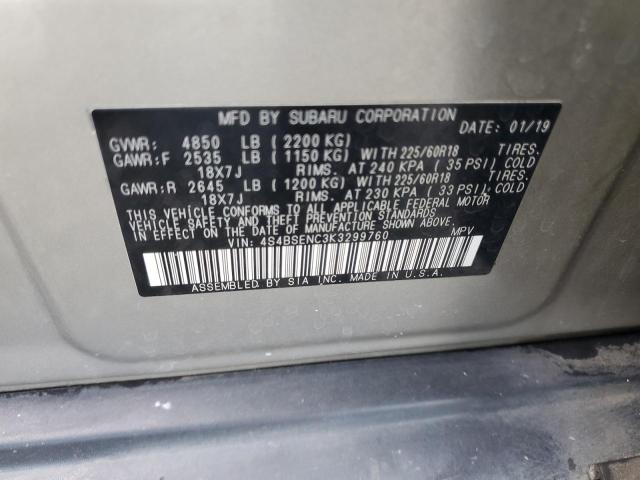 MFD BY SUBARU CORPORATION DATE: 01/19
GVWR: 4850 LB (2200 KG)
GAWR:F 2535 LB (1150 KG) WITH 225/60R18 TIRES.
18X7J RIMS. AT 240 KPA (35 PSI) COLD
GAWR:R 2645 LB (1200 KG) WITH 225/60R18 TIRES.
18X7J RIMS. AT 230 KPA (33 PSI) COLD
THIS VEHICLE CONFORMS TO ALL APPLICABLE FEDERAL MOTOR
VEHICLE SAFETY AND THEFT PREVENTION STANDARDS
IN EFFECT ON THE DATE OF MANUFACTURE SHOWN ABOVE.
VIN: 4S4BSENC3K3299760 MPV
ASSEMBLED BY SIA INC. MADE IN U.S.A.